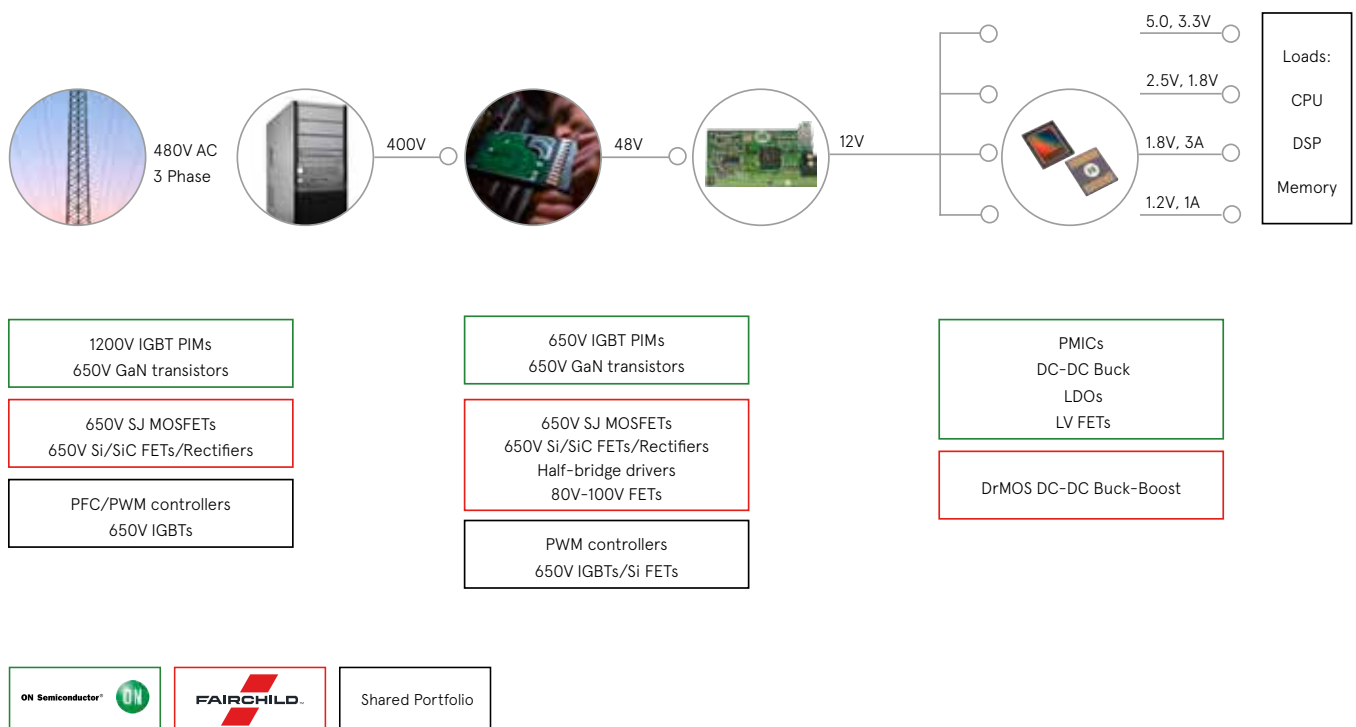 5.0, 3.3V
Loads:
2.5V, 1.8V
CPU
480V AC
3 Phase
400V
48V
12V
1.8V, 3A
DSP
Memory
1.2V, 1A
1200V IGBT PIMs
650V GaN transistors
650V SJ MOSFETs
650V Si/SiC FETs/Rectifiers
PFC/PWM controllers
650V IGBTs
650V IGBT PIMs
650V GaN transistors
650V SJ MOSFETs
650V Si/SiC FETs/Rectifiers
Half-bridge drivers
80V-100V FETs
PWM controllers
650V IGBTs/Si FETs
PMICs
DC-DC Buck
LDOs
LV FETs
DrMOS DC-DC Buck-Boost
ON Semiconductor® ON
FAIRCHILD™
Shared Portfolio